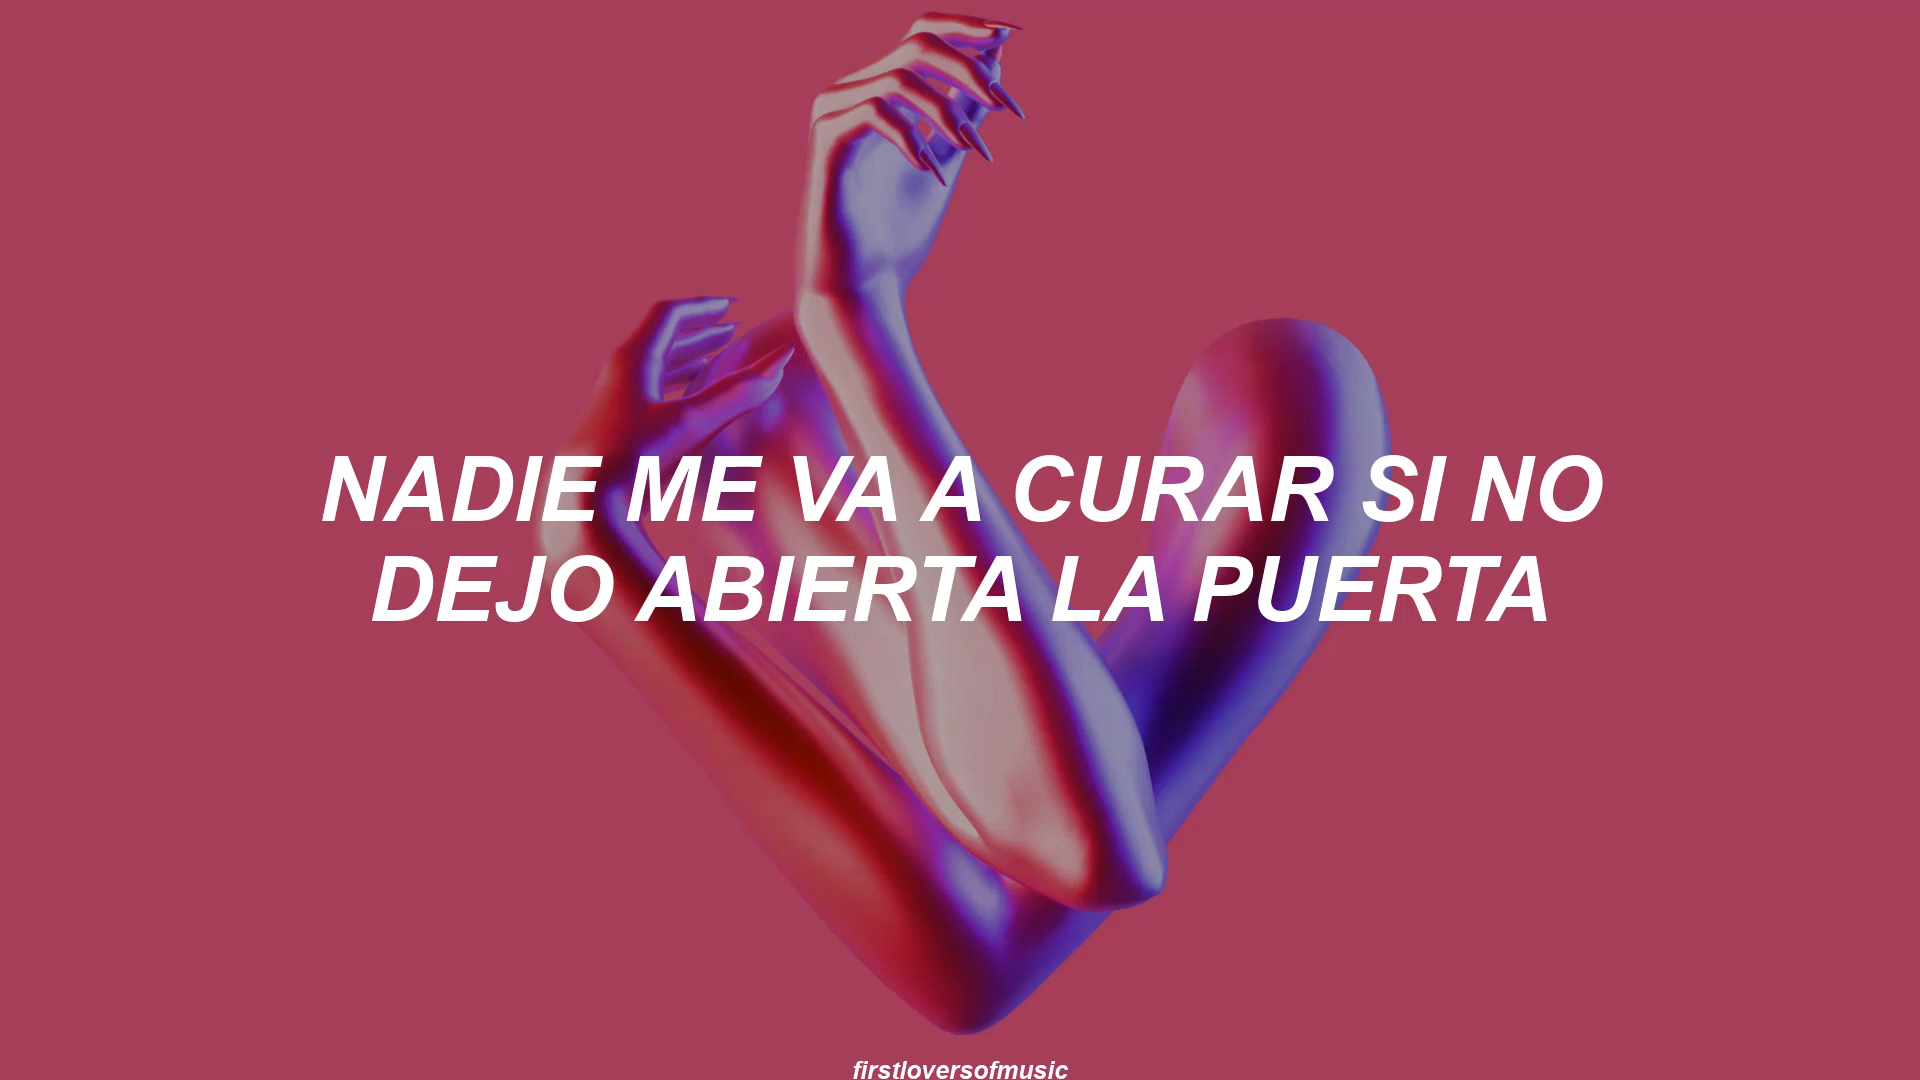 NADIE ME VA A CURAR SI NO
DEJO ABIERTA LA PUERTA
firstloversofmusic